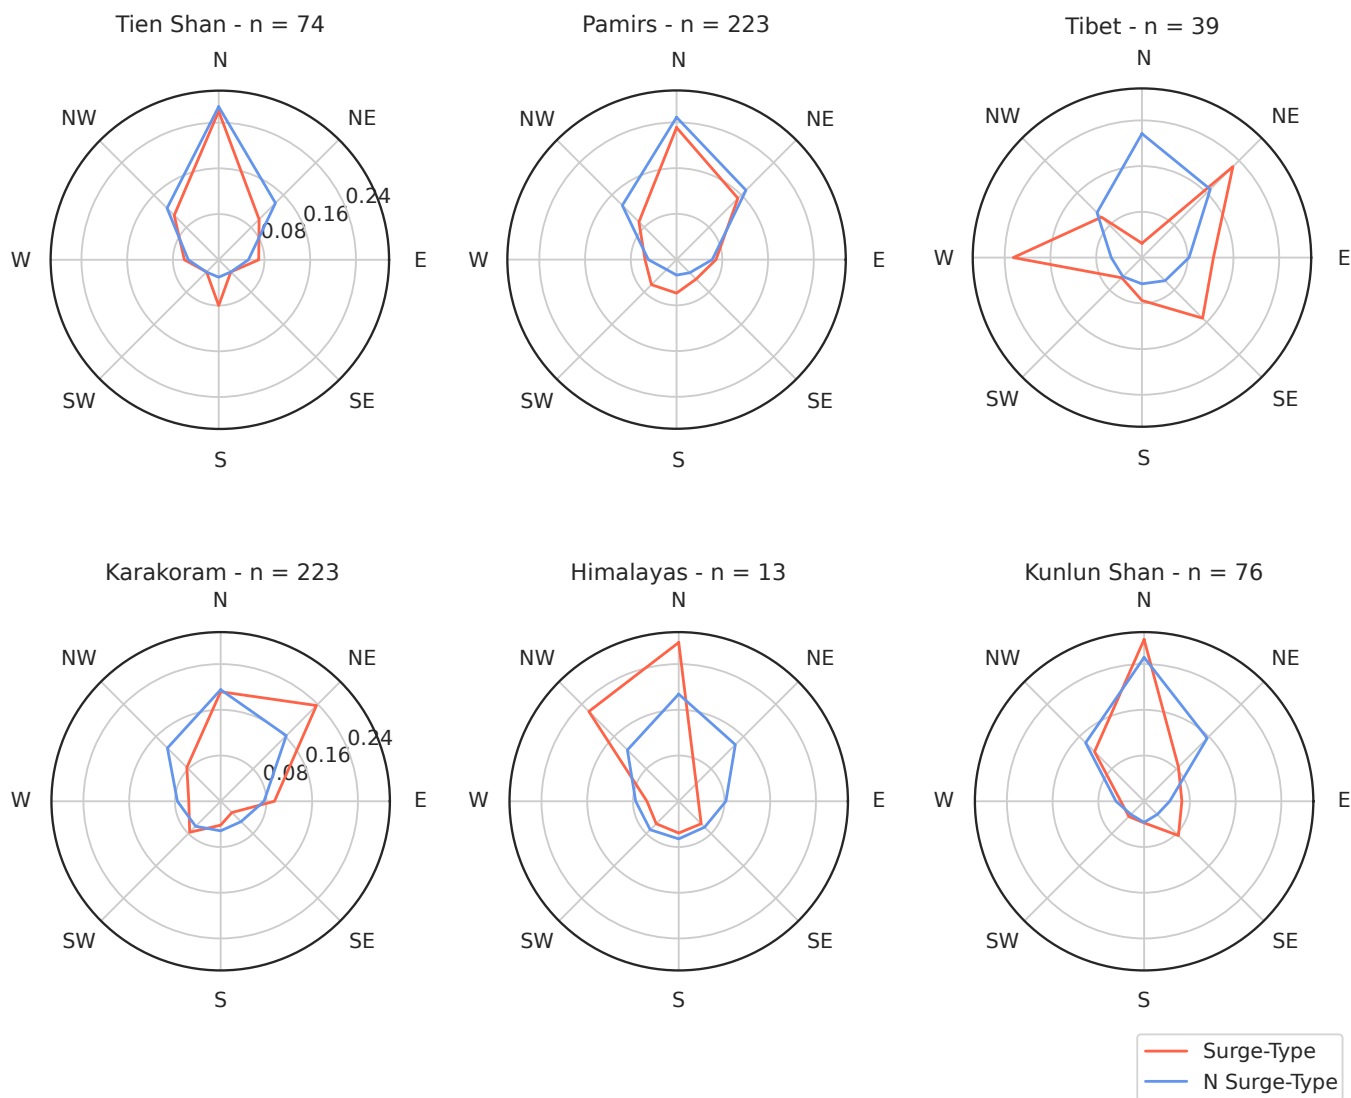 Tien Shan - n = 74
Pamirs - n = 223
Tibet - n = 39
N
N
N
NW
NE
NW
NE
NW
NE
0.24
0.16
0.08
W
E
W
E
W
E
SW
SE
SW
SE
SW
SE
S
S
S
Karakoram - n = 223
Himalayas - n = 13
Kunlun Shan - n = 76
N
N
N
NW
NE
NW
NE
NW
NE
0.24
0.16
0.08
W
E
W
E
W
E
SW
SE
SW
SE
SW
SE
S
S
S
Surge-Type
N Surge-Type